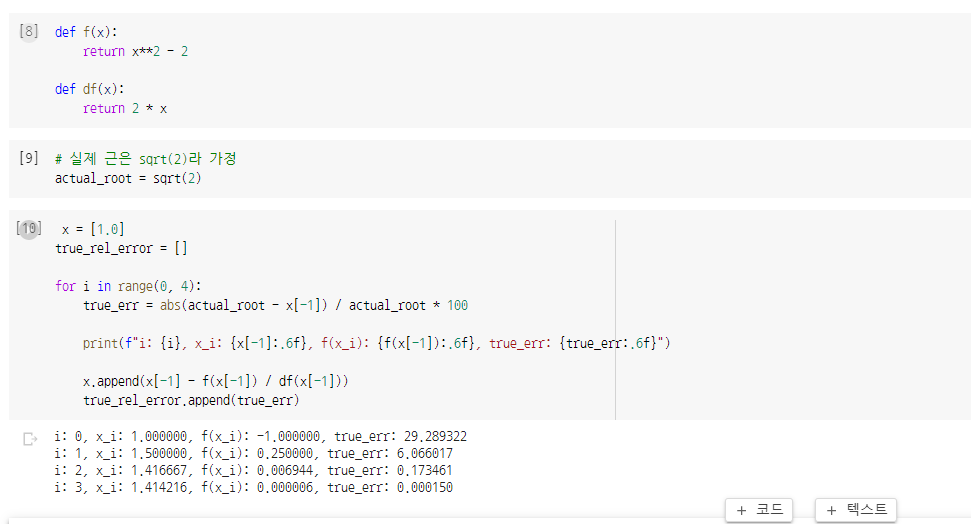 [8] def f(x):
return x**2 - 2
def df(x):
return 2 * x
[9] # 실제 근은 sqrt(2)라 가정
actual_root = sqrt(2)
[10] x = [1.0]
true_rel_error = []
for i in range(0, 4):
true_err = abs(actual_root - x[-1]) / actual_root * 100
print(f"i: {i}, x_i: {x[-1]:.6f}, f(x_i): {f(x[-1]):.6f}, true_err: {true_err:.6f}")
x.append(x[-1] - f(x[-1]) / df(x[-1]))
true_rel_error.append(true_err)
i: 0, x_i: 1.000000, f(x_i): -1.000000, true_err: 29.289322
i: 1, x_i: 1.500000, f(x_i): 0.250000, true_err: 6.066017
i: 2, x_i: 1.416667, f(x_i): 0.006944, true_err: 0.173461
i: 3, x_i: 1.414216, f(x_i): 0.000006, true_err: 0.000150
+ 코드 + 텍스트